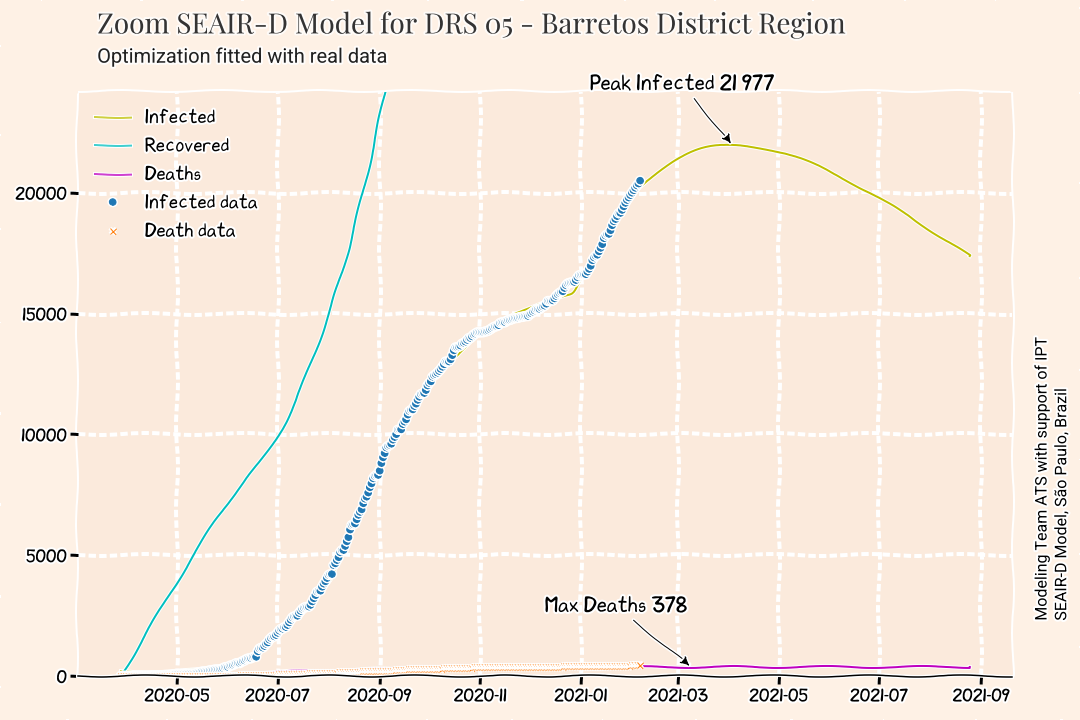 Zoom SEAIR-D Model for DRS 05 - Barretos District Region
Optimization fitted with real data
Peak Infected 21977
Infected
Recovered
Deaths
Infected data
Death data
20000
15000
10000
5000
0
Max Deaths 378
2020-05 2020-07 2020-09 2020-11 2021-01 2021-03 2021-05 2021-07 2021-09
Modeling Team ATS with support of IPT
SEAIR-D Model, São Paulo, Brazil